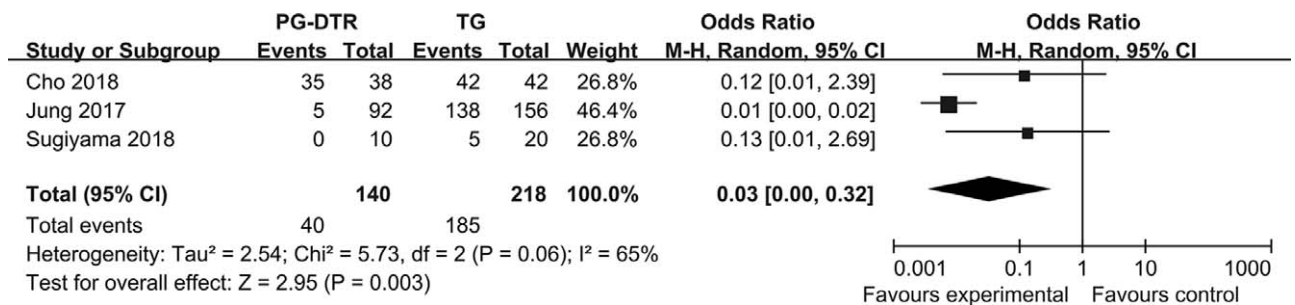 PG-DTR TG Odds Ratio Odds Ratio
Study or Subgroup Events Total Events Total Weight M-H, Random, 95% CI M-H, Random, 95% CI
Cho 2018 35 38 42 42 26.8% 0.12 [0.01, 2.39]
Jung 2017 5 92 138 156 46.4% 0.01 [0.00, 0.02]
Sugiyama 2018 0 10 5 20 26.8% 0.13 [0.01, 2.69]
Total (95% CI) 140 218 100.0% 0.03 [0.00, 0.32]
Total events 40 185
Heterogeneity: Tau² = 2.54; Chi² = 5.73, df = 2 (P = 0.06); I² = 65%
Test for overall effect: Z = 2.95 (P = 0.003)
0.001 0.1 1 10 1000
Favours experimental Favours control